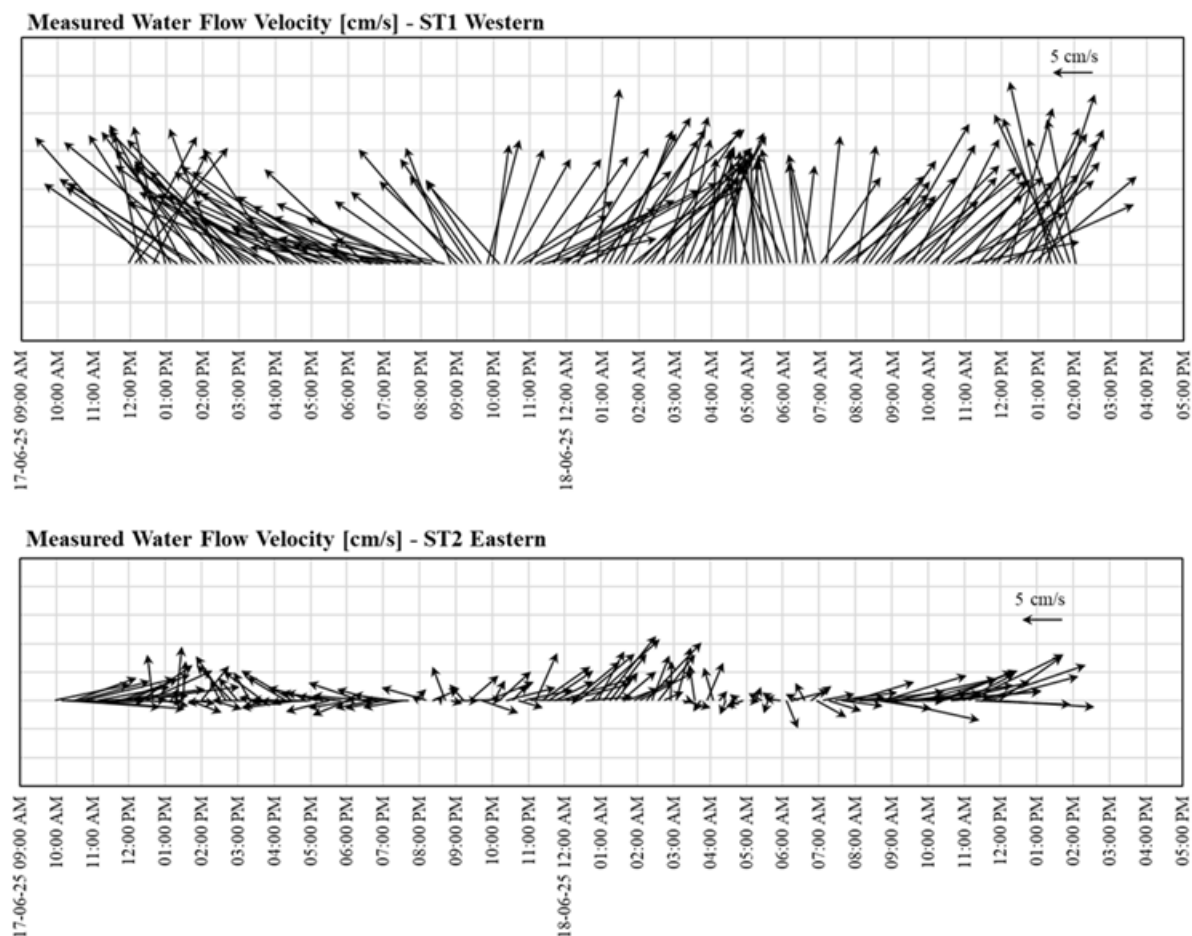 Measured Water Flow Velocity [cm/s] - ST1 Western
5 cm/s
17-06-25 09:00 AM
10:00 AM
11:00 AM
12:00 PM
01:00 PM
02:00 PM
03:00 PM
04:00 PM
05:00 PM
06:00 PM
07:00 PM
08:00 PM
09:00 PM
10:00 PM
11:00 PM
18-06-25 12:00 AM
01:00 AM
02:00 AM
03:00 AM
04:00 AM
05:00 AM
06:00 AM
07:00 AM
08:00 AM
09:00 AM
10:00 AM
11:00 AM
12:00 PM
01:00 PM
02:00 PM
03:00 PM
04:00 PM
05:00 PM
Measured Water Flow Velocity [cm/s] - ST2 Eastern
5 cm/s
17-06-25 09:00 AM
10:00 AM
11:00 AM
12:00 PM
01:00 PM
02:00 PM
03:00 PM
04:00 PM
05:00 PM
06:00 PM
07:00 PM
08:00 PM
09:00 PM
10:00 PM
11:00 PM
18-06-25 12:00 AM
01:00 AM
02:00 AM
03:00 AM
04:00 AM
05:00 AM
06:00 AM
07:00 AM
08:00 AM
09:00 AM
10:00 AM
11:00 AM
12:00 PM
01:00 PM
02:00 PM
03:00 PM
04:00 PM
05:00 PM